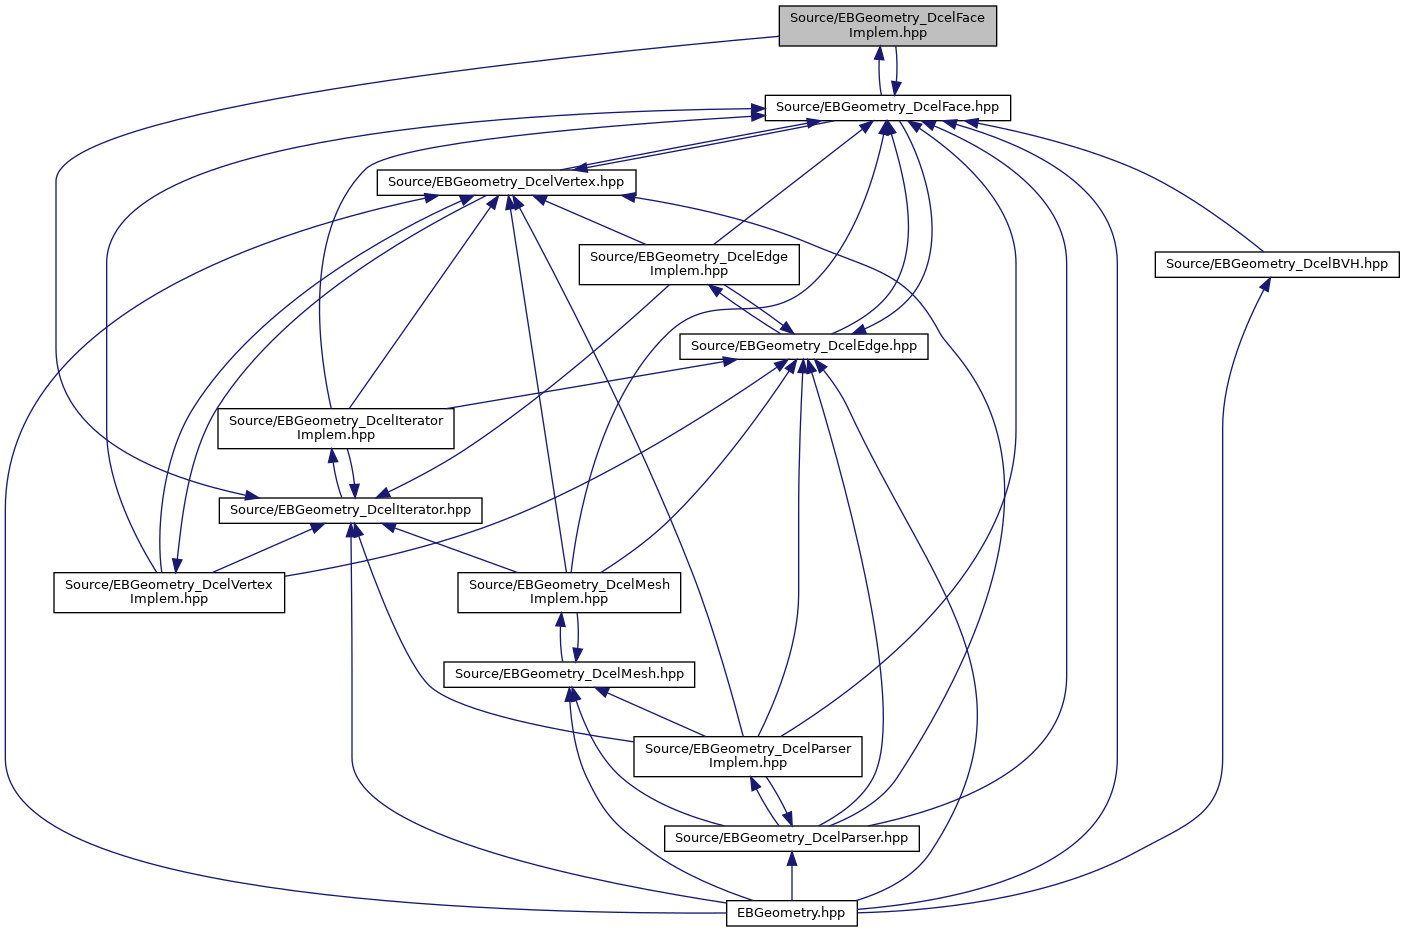 Source/EBGeometry_DcelFace
Implem.hpp
Source/EBGeometry_DcelFace.hpp
Source/EBGeometry_DcelVertex.hpp
Source/EBGeometry_DcelEdge
Implem.hpp
Source/EBGeometry_DcelBVH.hpp
Source/EBGeometry_DcelEdge.hpp
Source/EBGeometry_DcelIterator
Implem.hpp
Source/EBGeometry_DcelIterator.hpp
Source/EBGeometry_DcelVertex
Implem.hpp
Source/EBGeometry_DcelMesh
Implem.hpp
Source/EBGeometry_DcelMesh.hpp
Source/EBGeometry_DcelParser
Implem.hpp
Source/EBGeometry_DcelParser.hpp
EBGeometry.hpp